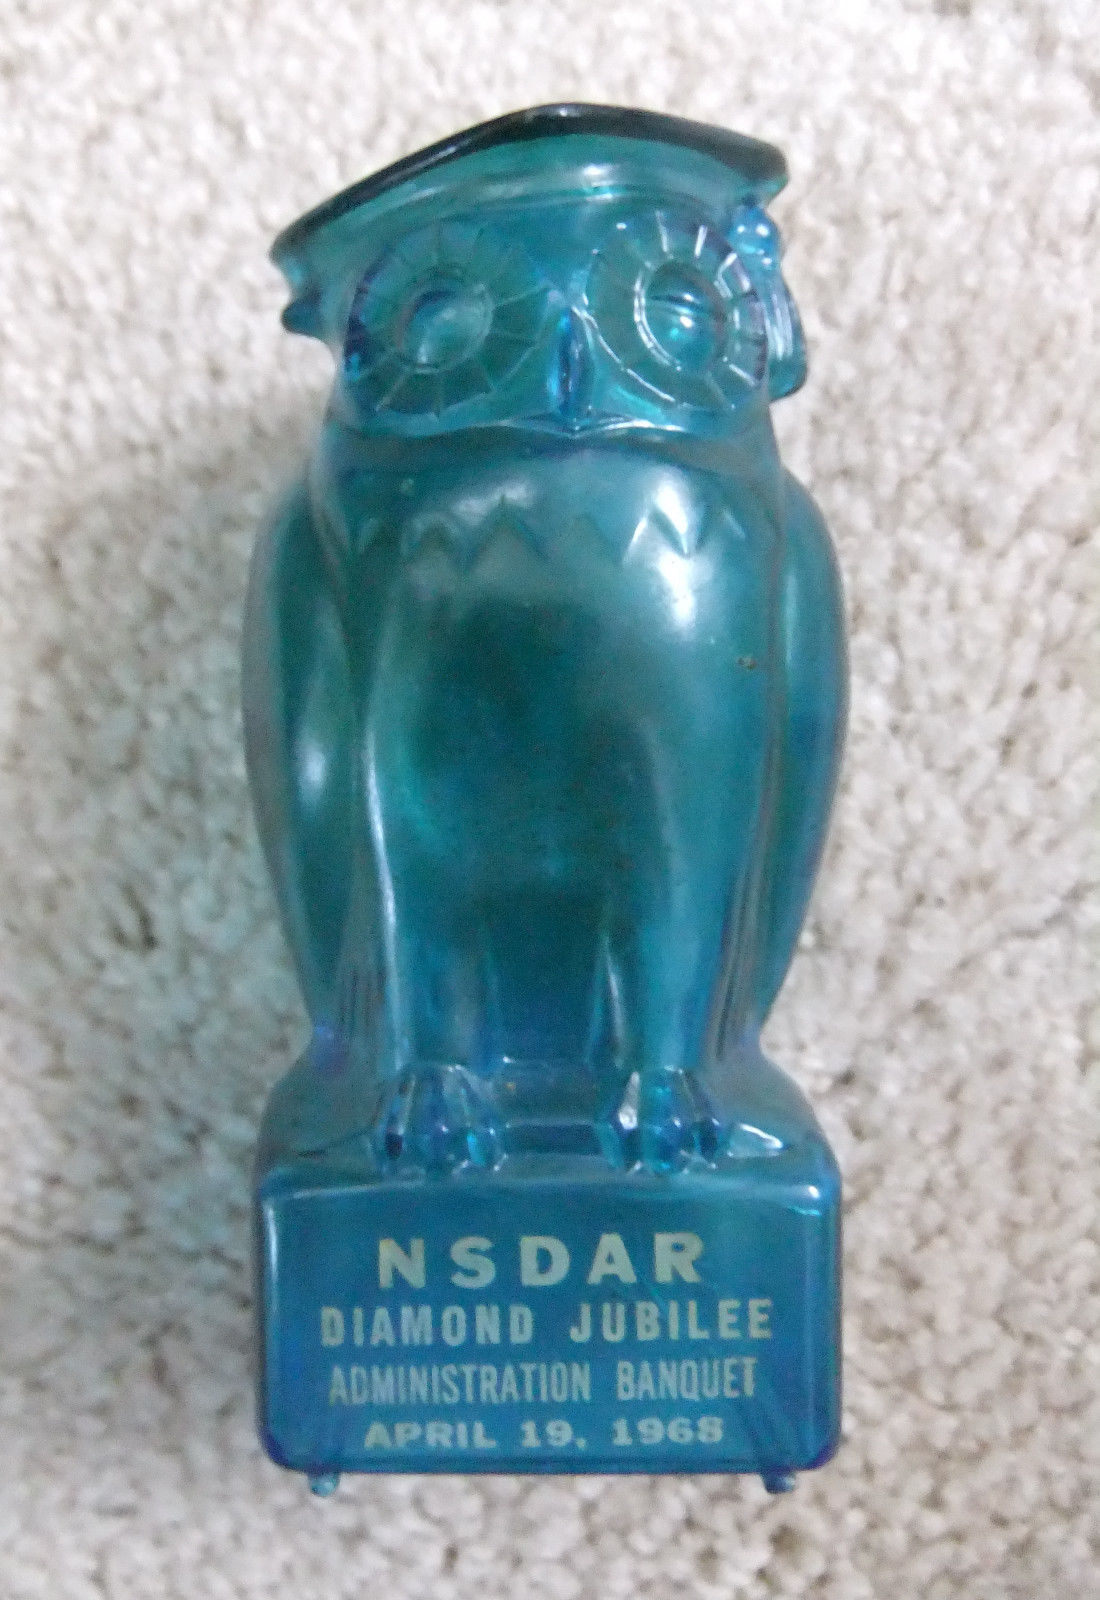 NSDAR
DIAMOND JUBILEE
ADMINISTRATION BANQUET
APRIL 19, 1968